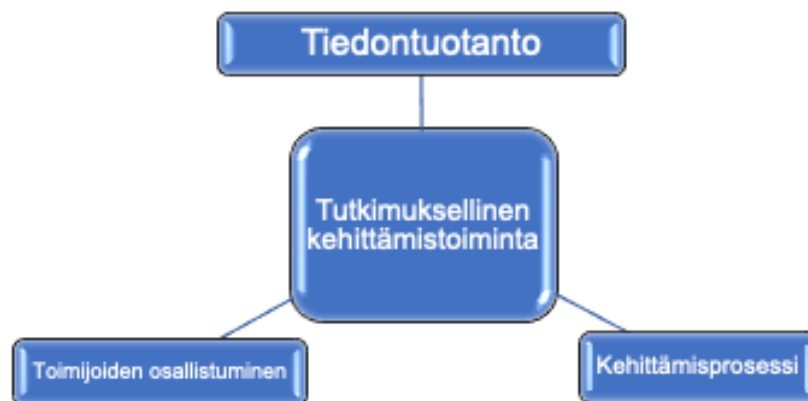 Tiedontuotanto
Tutkimuksellinen
kehittämistoiminta
Toimijoiden osallistuminen
Kehittämisprosessi